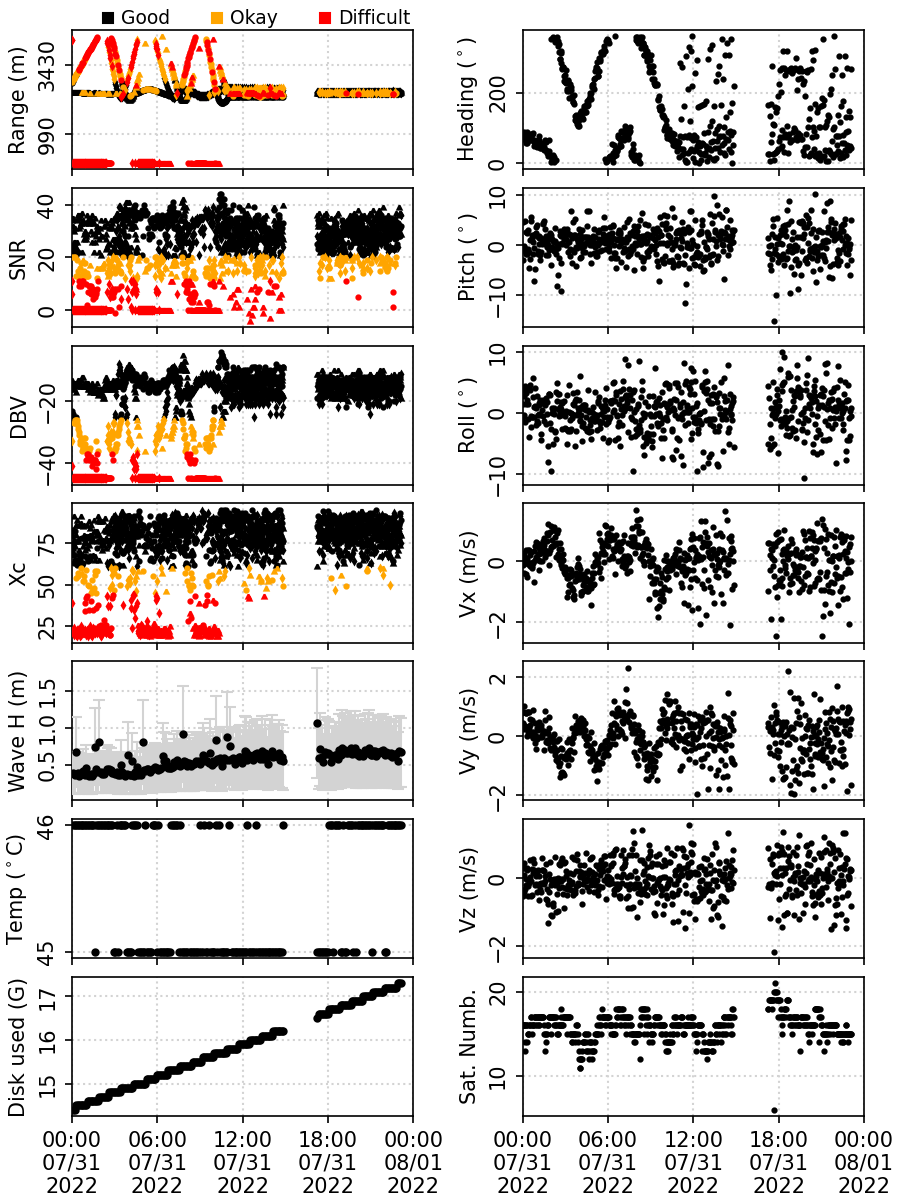 Good Okay Difficult
Range (m)
3430
990
Heading (°)
200
0
SNR
40
20
0
Pitch (°)
10
0
−10
DBV
−20
−40
Roll (°)
10
0
−10
Xc
75
50
25
Vx (m/s)
0
−2
Wave H (m)
1.5
1.0
0.5
Vy (m/s)
2
0
−2
Temp (°C)
46
45
Vz (m/s)
0
−2
Disk used (G)
17
16
15
Sat. Numb.
20
10
00:00 06:00 12:00 18:00 00:00
07/31 07/31 07/31 07/31 08/01
2022 2022 2022 2022 2022
00:00 06:00 12:00 18:00 00:00
07/31 07/31 07/31 07/31 08/01
2022 2022 2022 2022 2022